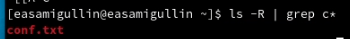 [easamigullin@easamigullin ~]$ ls -R | grep c*
conf.txt